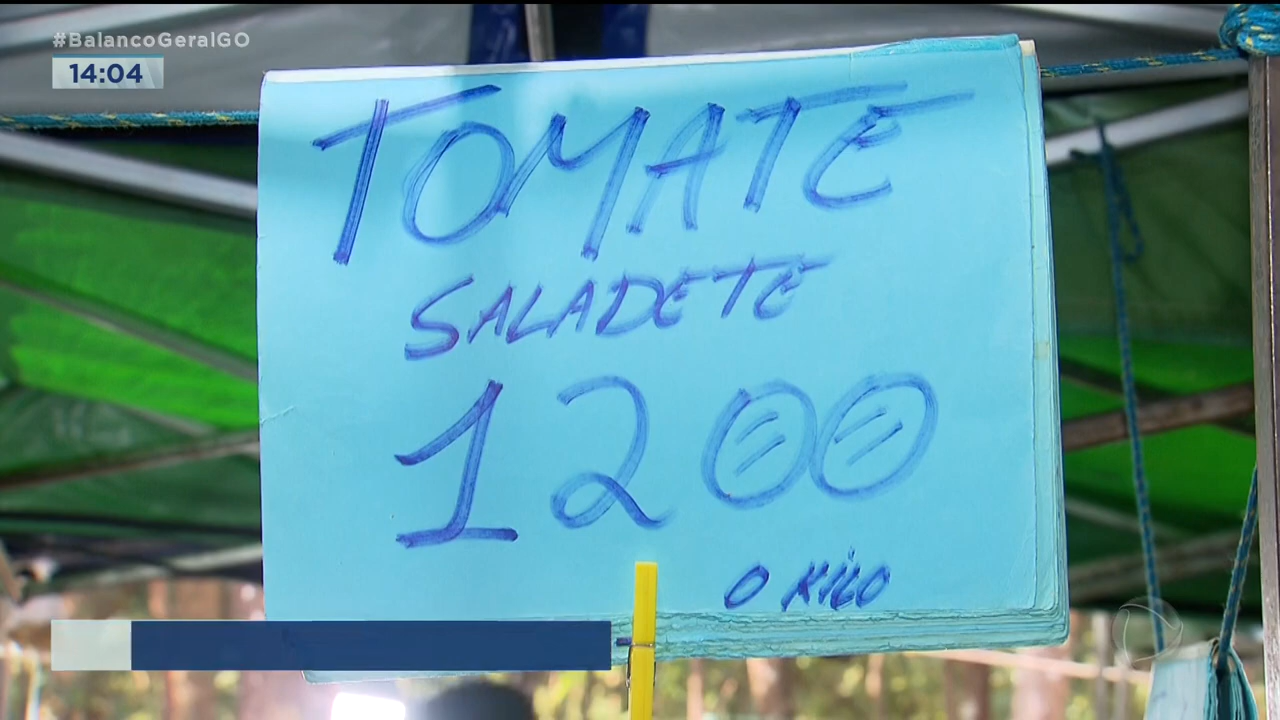 #BalancoGeralGO
14:04
TOMATE
SALADETE
1200
O KILO